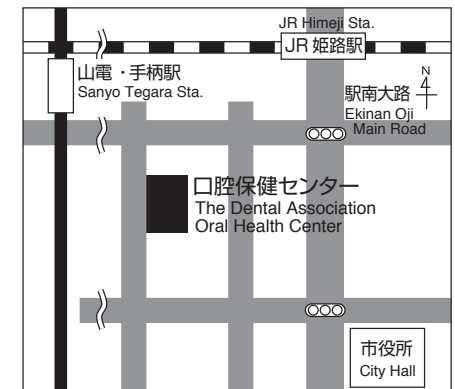 JR Himeji Sta.
JR 姫路駅
山電・手柄駅
Sanyo Tegara Sta.
N
駅南大路
Ekinan Oji
Main Road
口腔保健センター
The Dental Association
Oral Health Center
市役所
City Hall